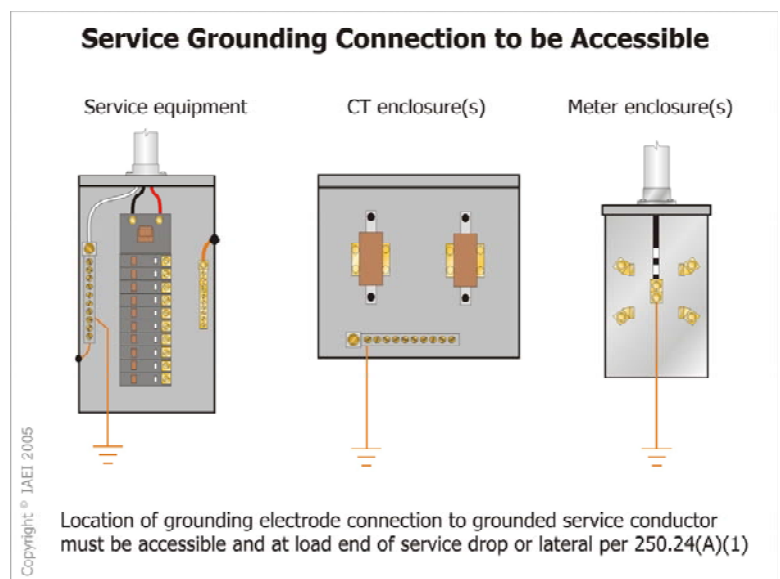 Service Grounding Connection to be Accessible
Service equipment
CT enclosure(s)
Meter enclosure(s)
Copyright © IAEI 2005
Location of grounding electrode connection to grounded service conductor
must be accessible and at load end of service drop or lateral per 250.24(A)(1)